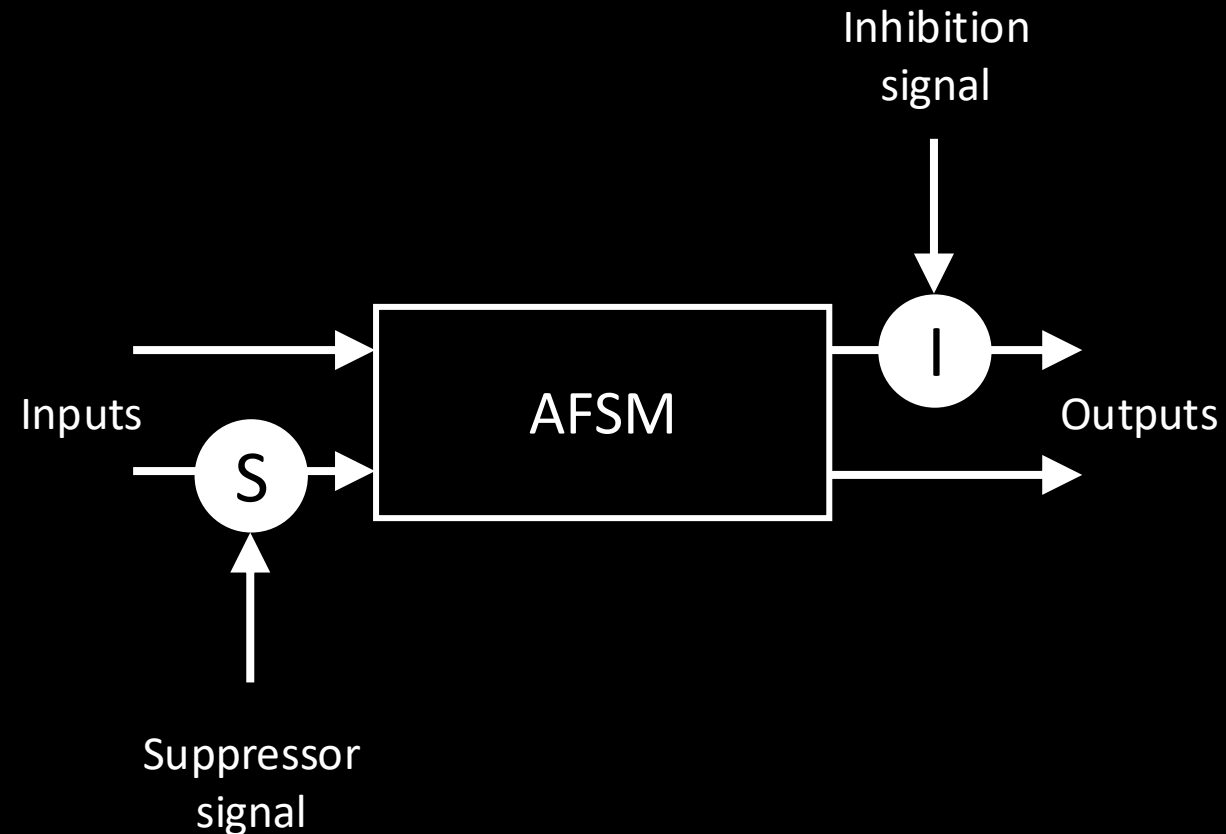 Inhibition
signal
I
AFSM
Inputs
Outputs
S
Suppressor
signal